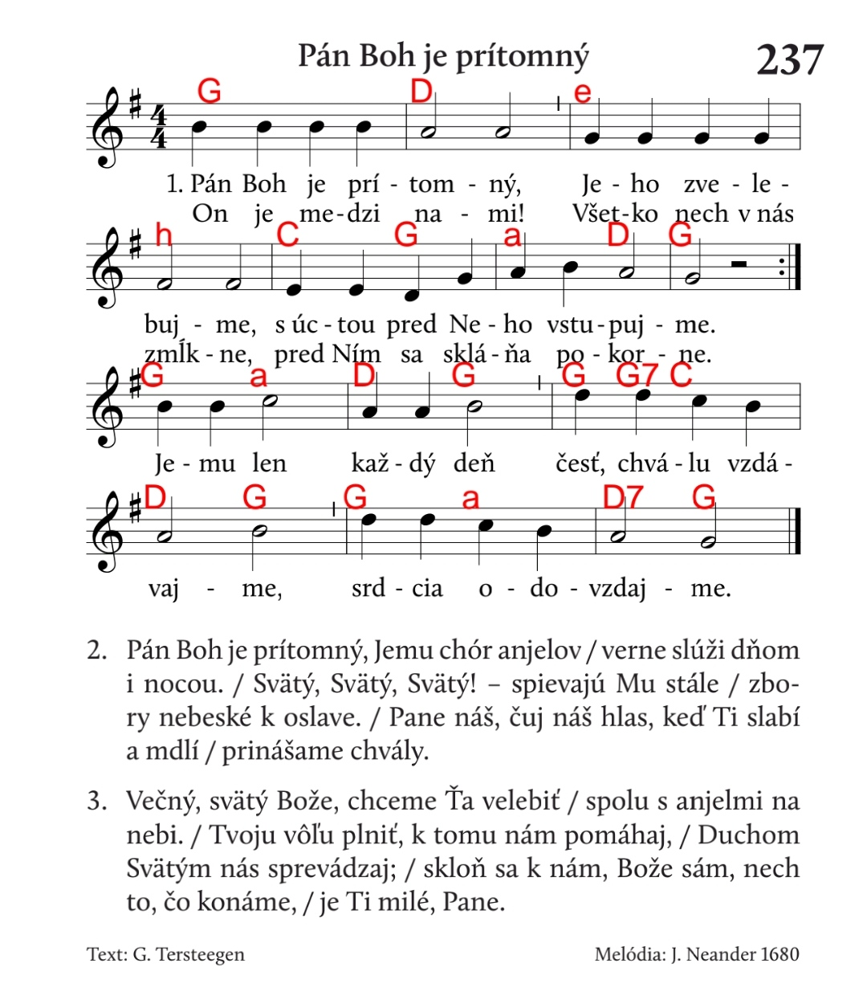 Pán Boh je prítomný 237
G D e
4
4
1. Pán Boh je prí - tom - ný, Je - ho zve - le -
On je me - dzi na - mi! Všet - ko nech v nás
h C G a D G
buj - me, s úc - tou pred Ne - ho vstu - puj - me.
zmĺk - ne, pred Ním sa sklá - ňa po - kor - ne.
G a D G G G7 C
Je - mu len kaž - dý deň česť, chvá - lu vzdá -
D G G a D7 G
vaj - me, srd - cia o - do - vzdaj - me.
2. Pán Boh je prítomný, Jemu chór anjelov / verne slúži dňom
i nocou. / Svätý, Svätý, Svätý! – spievajú Mu stále / zbo-
ry nebeské k oslave. / Pane náš, čuj náš hlas, keď Ti slabí
a mdlí / prinášame chvály.
3. Večný, svätý Bože, chceme Ťa velebiť / spolu s anjelmi na
nebi. / Tvoju vôľu plniť, k tomu nám pomáhaj, / Duchom
Svätým nás sprevádzaj; / skloň sa k nám, Bože sám, nech
to, čo konáme, / je Ti milé, Pane.
Text: G. Tersteegen Melódia: J. Neander 1680